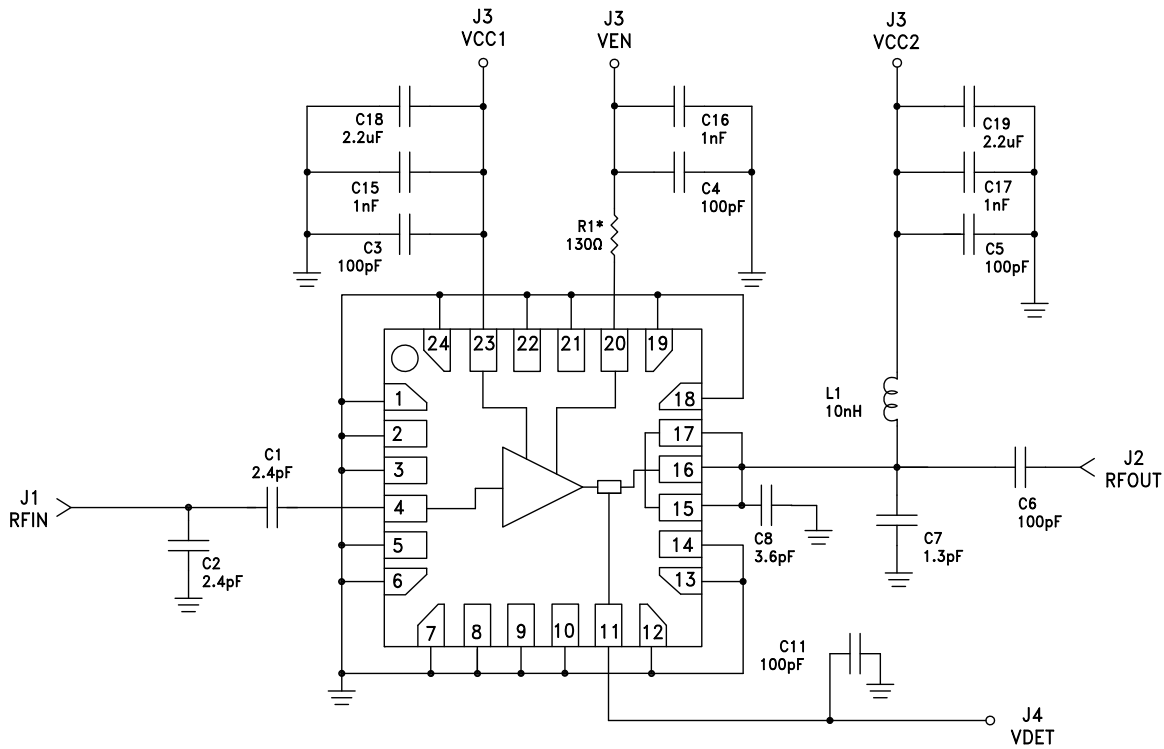 J3
VCC1
J3
VEN
J3
VCC2
C18
2.2uF
C15
1nF
C3
100pF
C16
1nF
C4
100pF
R1*
130Ω
C19
2.2uF
C17
1nF
C5
100pF
24
23
22
21
20
19
1
2
3
4
5
6
18
17
16
15
14
13
7
8
9
10
11
12
L1
10nH
J1
RFIN
C1
2.4pF
C2
2.4pF
C8
3.6pF
C7
1.3pF
C6
100pF
J2
RFOUT
C11
100pF
J4
VDET